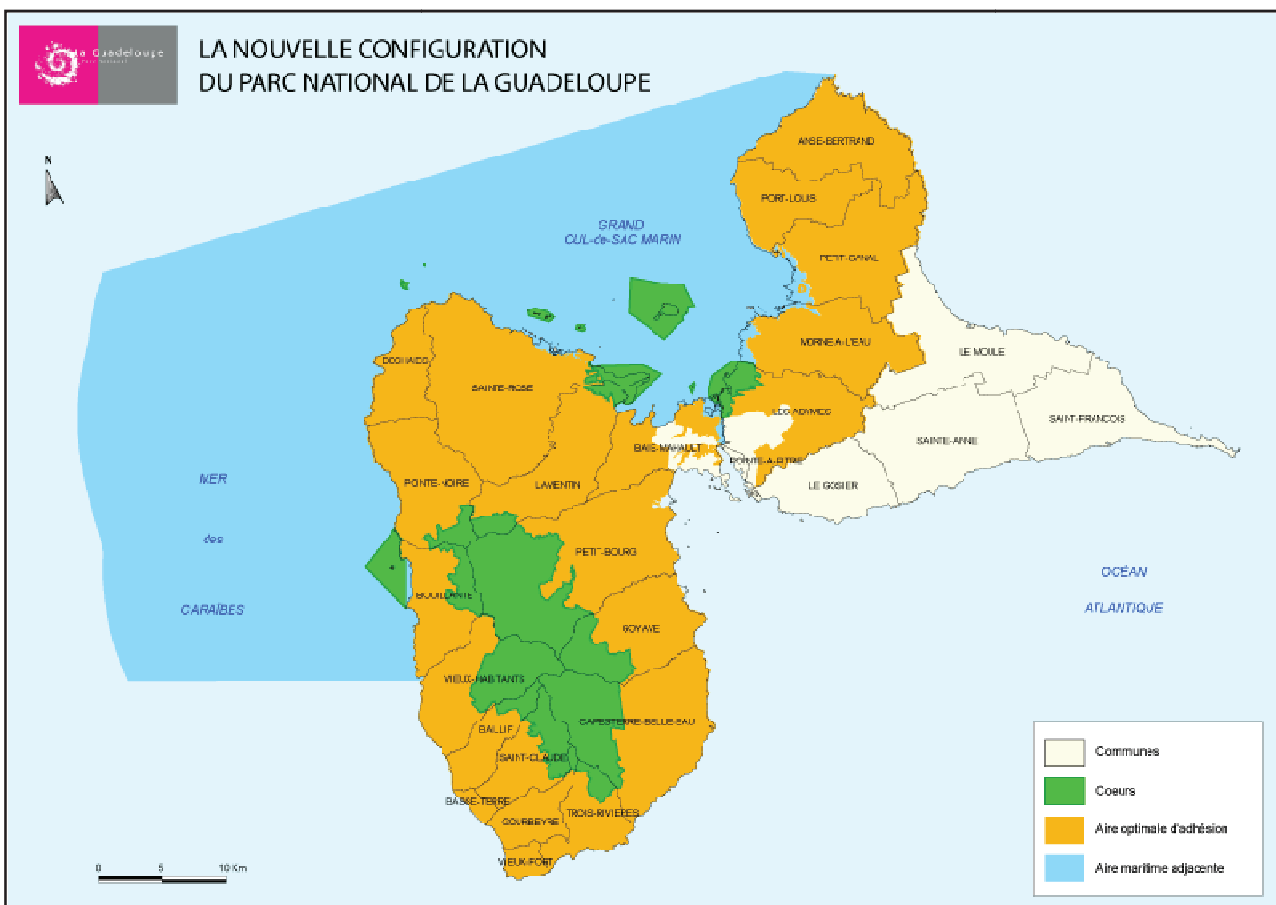 la Guadeloupe
Parc National
LA NOUVELLE CONFIGURATION
DU PARC NATIONAL DE LA GUADELOUPE
N
ANSE-BERTRAND
PORT-LOUIS
GRAND
CUL-de-SAC MARIN
PETIT-CANAL
MORNE-A-L'EAU
LE MOULE
DESHAIES
SAINTE-ROSE
LES ABYMES
SAINT-FRANCOIS
SAINTE-ANNE
BAIE-MAHAULT
POINTE-A-PITRE
MER
des
CARAÏBES
POINTE-NOIRE
LAMENTIN
LE GOSIER
PETIT-BOURG
OCÉAN
ATLANTIQUE
BOUILLANTE
GOYAVE
VIEUX-HABITANTS
CAPESTERRE-BELLE-EAU
BAILLIF
SAINT-CLAUDE
BASSE-TERRE
TROIS-RIVIERES
GOURBEYRE
VIEUX-FORT
Communes
Coeurs
Aire optimale d'adhésion
Aire maritime adjacente
0 5 10 Km